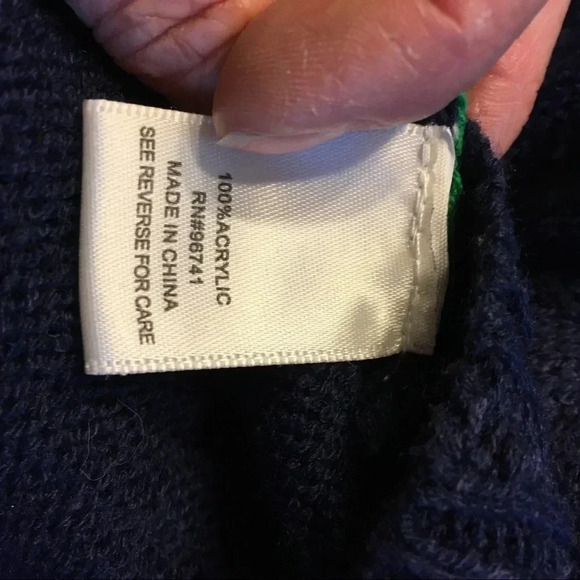 100%ACRYLIC
RN#96741
MADE IN CHINA
SEE REVERSE FOR CARE